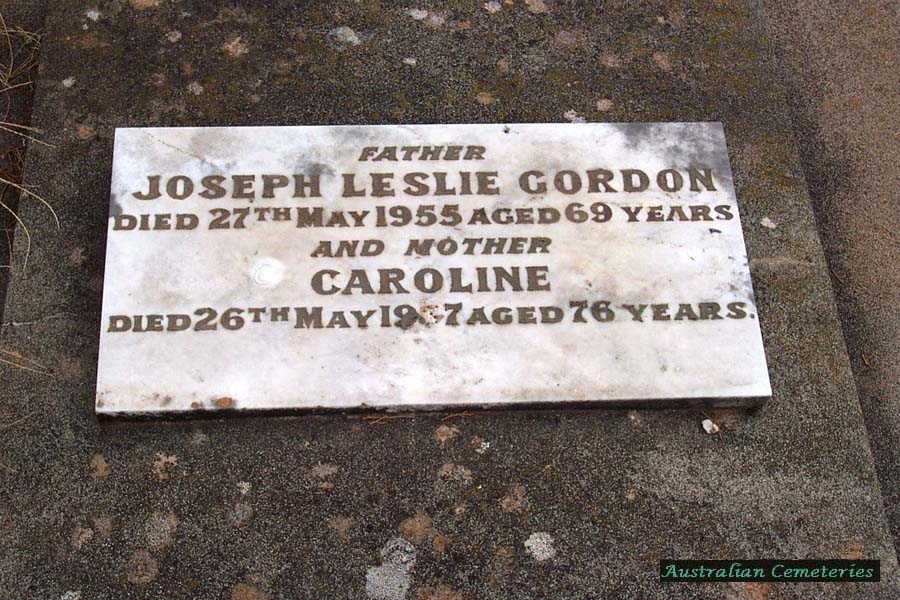 FATHER
JOSEPH LESLIE GORDON
DIED 27TH MAY 1955 AGED 69 YEARS
AND MOTHER
CAROLINE
DIED 26TH MAY AGED 76 YEARS.
Australian Cemeteries